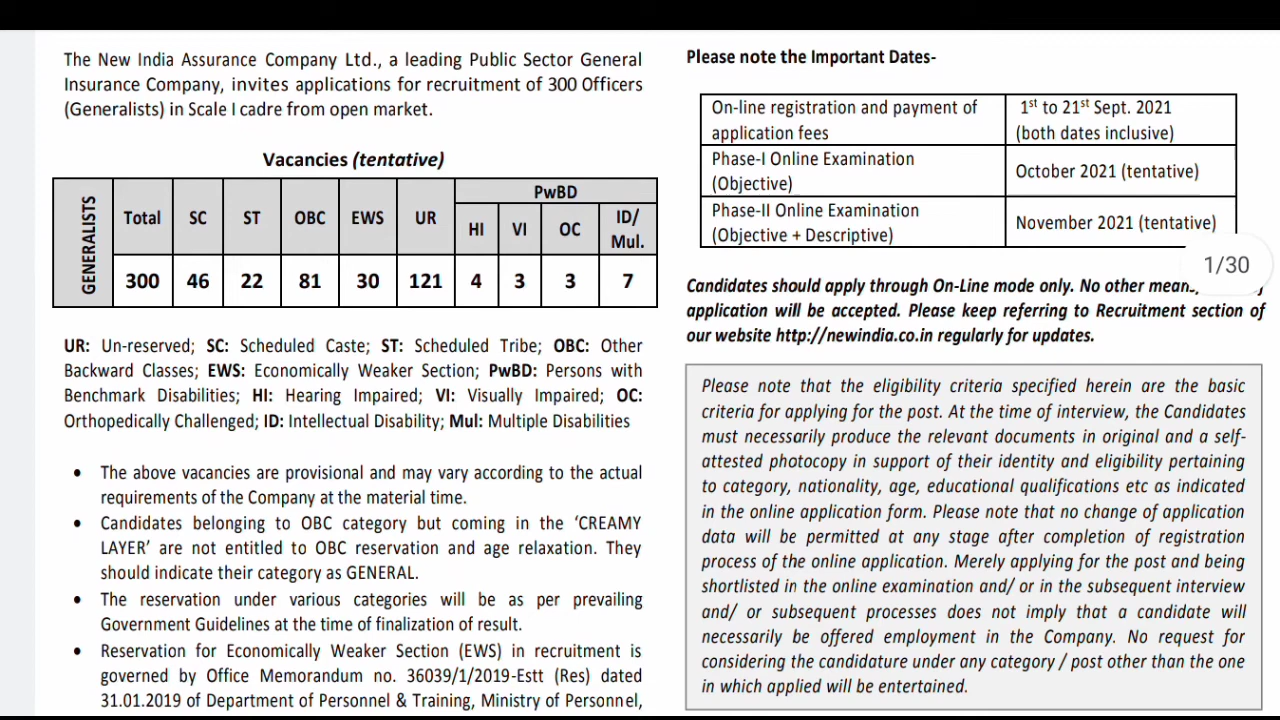 The New India Assurance Company Ltd., a leading Public Sector General
Insurance Company, invites applications for recruitment of 300 Officers
(Generalists) in Scale I cadre from open market.
Vacancies (tentative)
GENERALISTS
Total SC ST OBC EWS UR PwBD
HI VI OC ID/
Mul.
300 46 22 81 30 121 4 3 3 7
UR: Un-reserved; SC: Scheduled Caste; ST: Scheduled Tribe; OBC: Other
Backward Classes; EWS: Economically Weaker Section; PwBD: Persons with
Benchmark Disabilities; HI: Hearing Impaired; VI: Visually Impaired; OC:
Orthopedically Challenged; ID: Intellectual Disability; Mul: Multiple Disabilities
• The above vacancies are provisional and may vary according to the actual
requirements of the Company at the material time.
• Candidates belonging to OBC category but coming in the ‘CREAMY
LAYER’ are not entitled to OBC reservation and age relaxation. They
should indicate their category as GENERAL.
• The reservation under various categories will be as per prevailing
Government Guidelines at the time of finalization of result.
• Reservation for Economically Weaker Section (EWS) in recruitment is
governed by Office Memorandum no. 36039/1/2019-Estt (Res) dated
31.01.2019 of Department of Personnel & Training, Ministry of Personnel,
Please note the Important Dates-
On-line registration and payment of
application fees
1st to 21st Sept. 2021
(both dates inclusive)
Phase-I Online Examination
(Objective)
October 2021 (tentative)
Phase-II Online Examination
(Objective + Descriptive)
November 2021 (tentative)
1/30
Candidates should apply through On-Line mode only. No other
application will be accepted. Please keep referring to Recruitment section of
our website http://newindia.co.in regularly for updates.
Please note that the eligibility criteria specified herein are the basic
criteria for applying for the post. At the time of interview, the Candidates
must necessarily produce the relevant documents in original and a self-
attested photocopy in support of their identity and eligibility pertaining
to category, nationality, age, educational qualifications etc as indicated
in the online application form. Please note that no change of application
data will be permitted at any stage after completion of registration
process of the online application. Merely applying for the post and being
shortlisted in the online examination and/ or in the subsequent interview
and/ or subsequent processes does not imply that a candidate will
necessarily be offered employment in the Company. No request for
considering the candidature under any category / post other than the one
in which applied will be entertained.